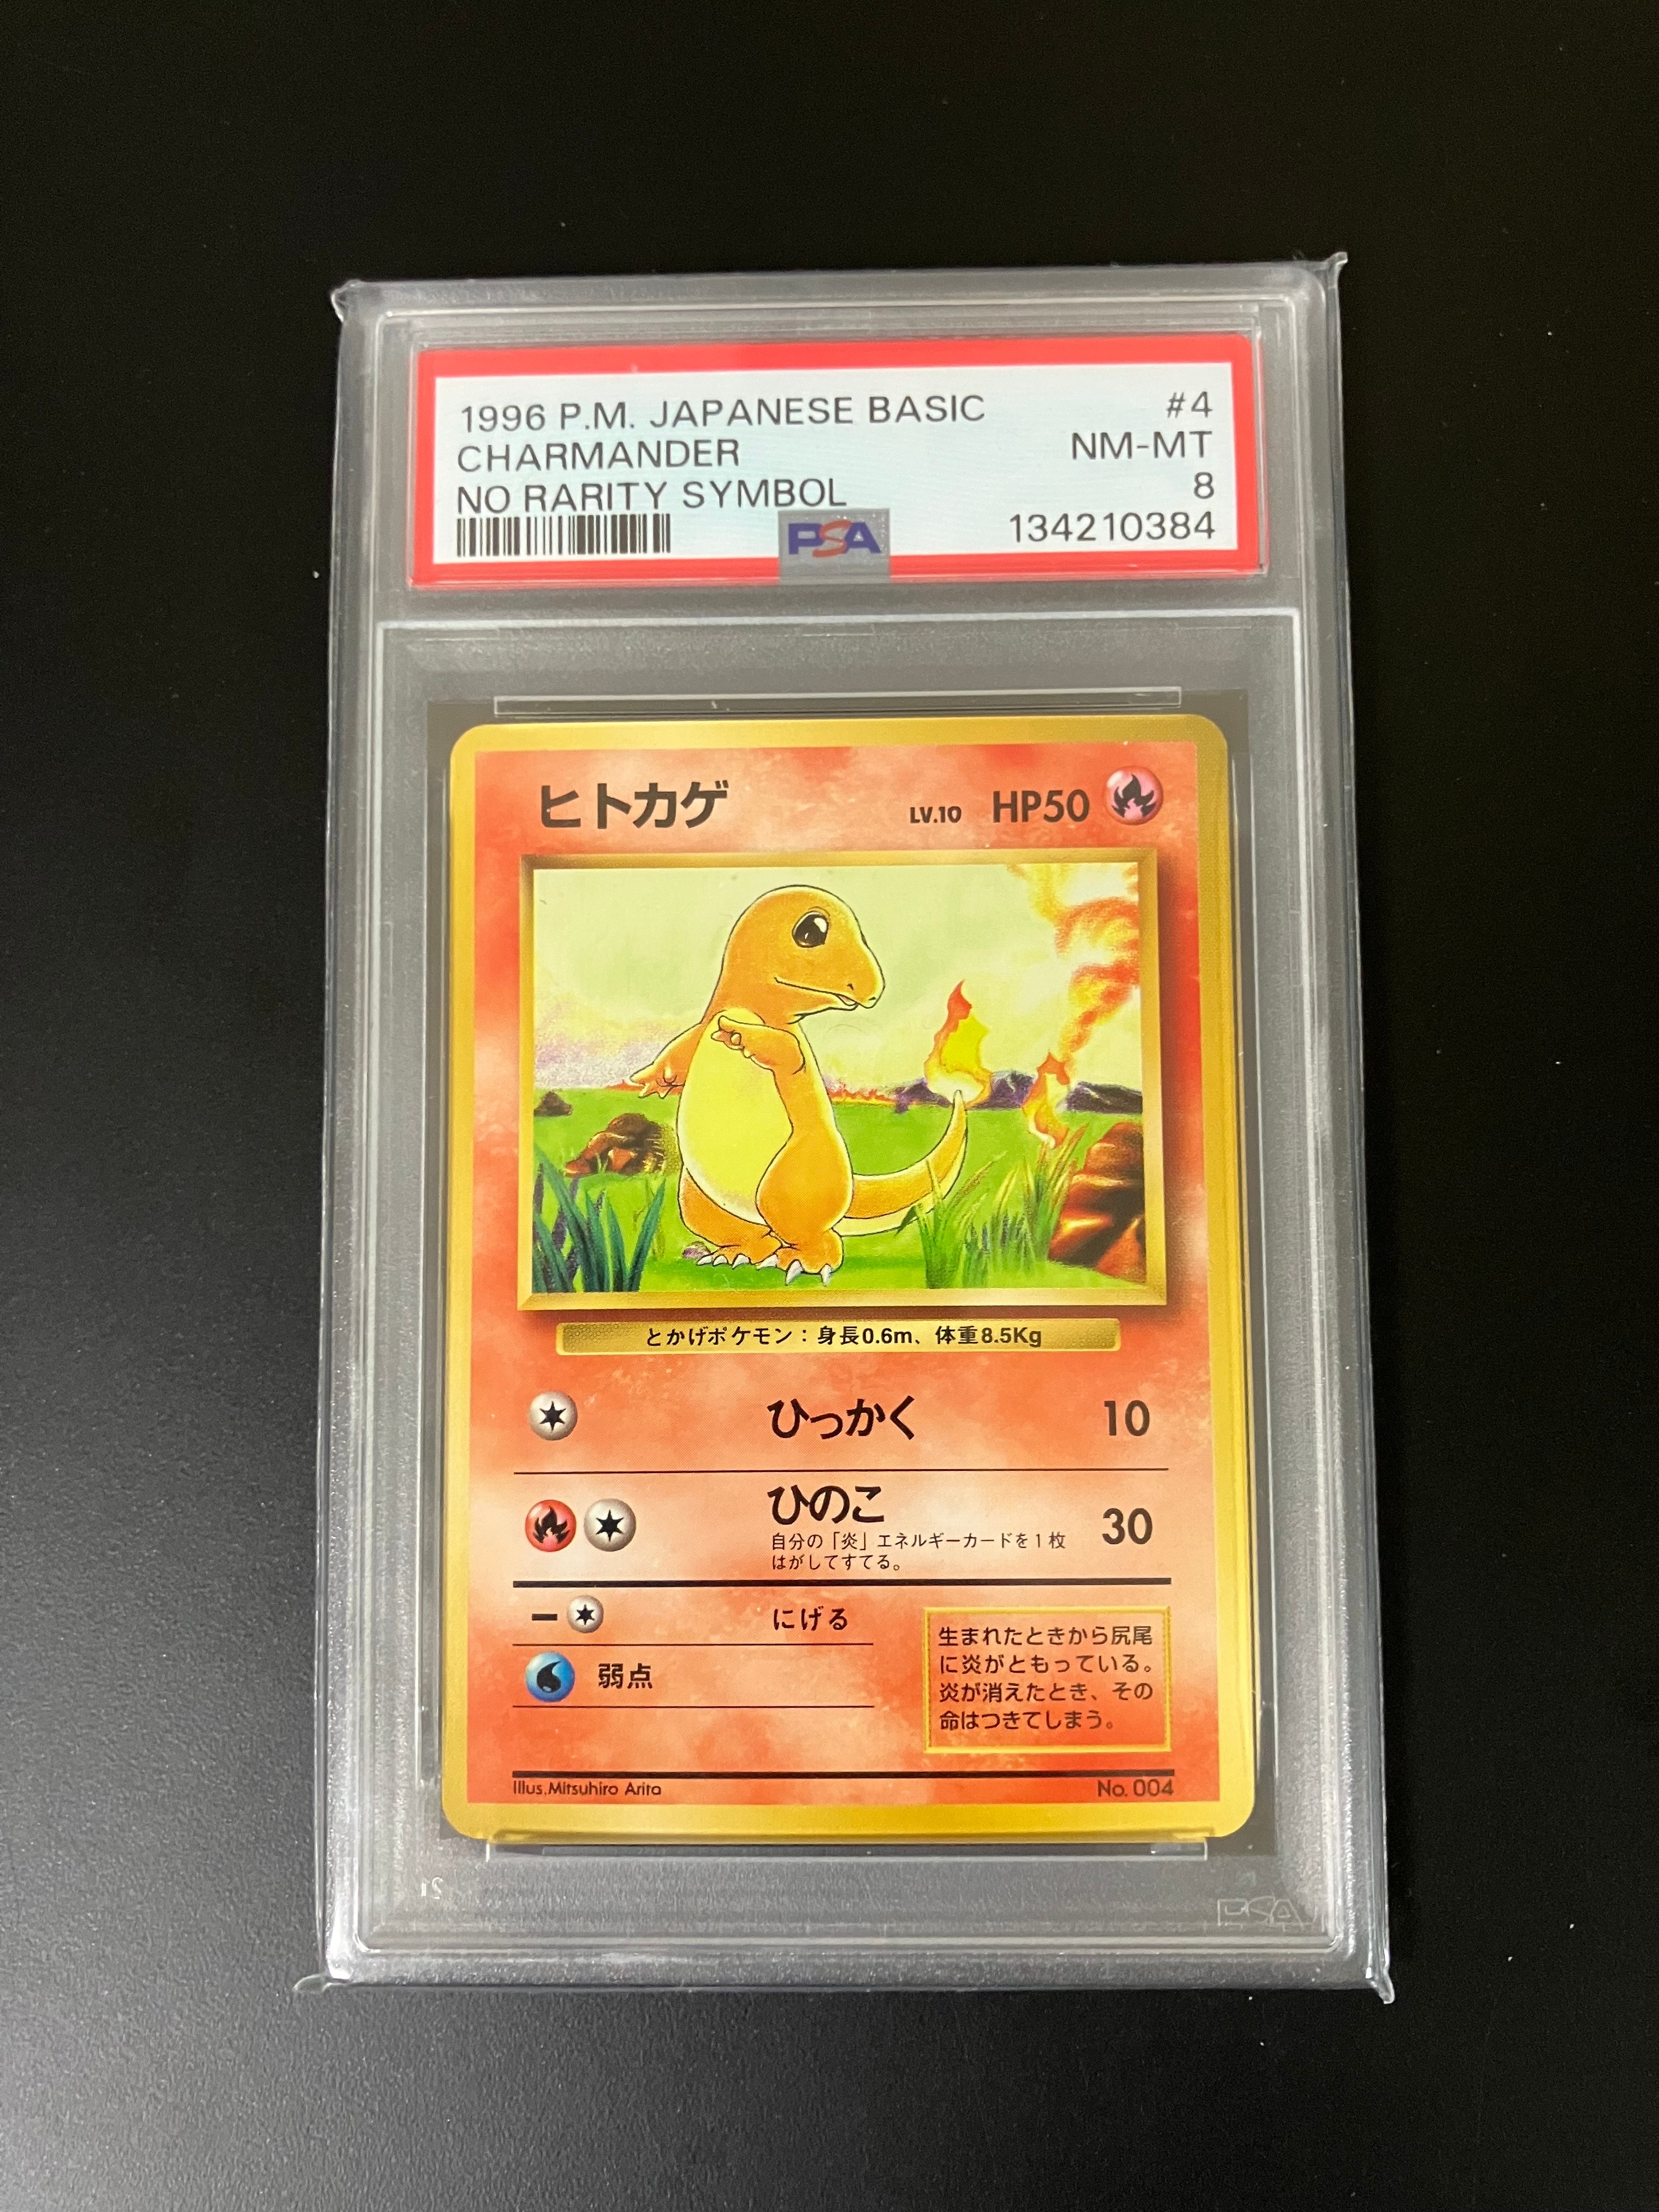 1996 P.M. JAPANESE BASIC #4
CHARMANDER NM-MT
NO RARITY SYMBOL 8
PSA 134210384
ヒトカゲ LV.10 HP50
とかげポケモン：身長0.6m、体重8.5Kg
ひっかく 10
ひのこ 30
自分の「炎」エネルギーカードを1枚
はがしてすてる。
にげる
弱点
生まれたときから尻尾
に炎がともっている。
炎が消えたとき、その
命はつきてしまう。
Illus.Mitsuhiro Arita No. 004
PSA